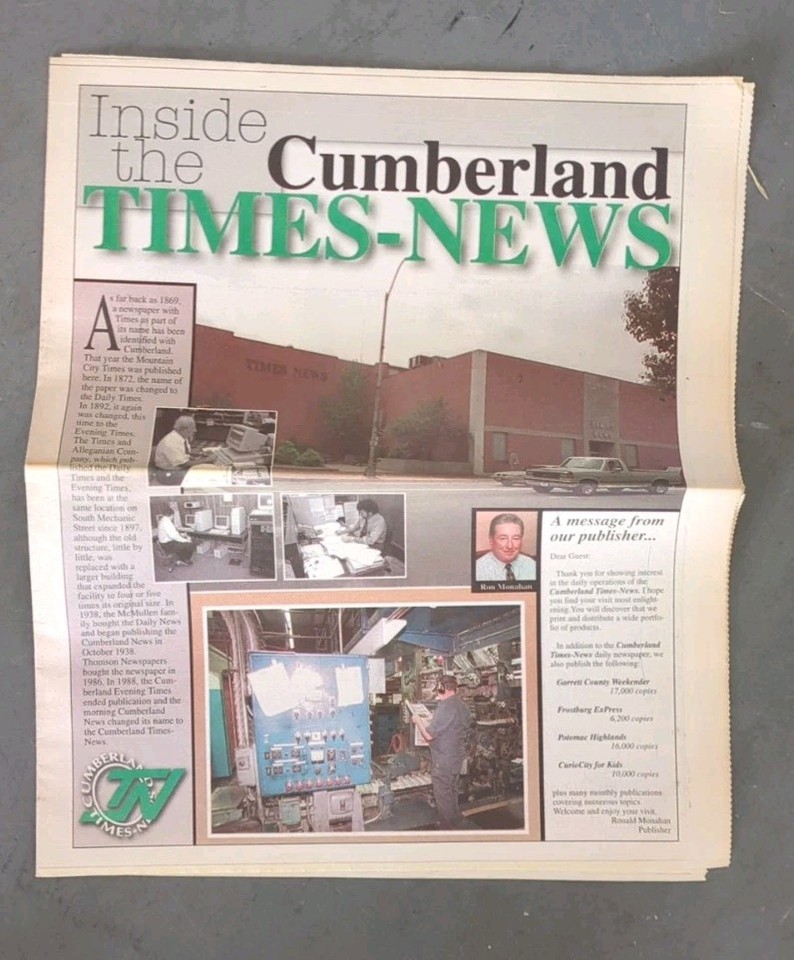 Inside
the
Cumberland
TIMES-NEWS
As far back as 1869,
a newspaper with
Times as part of
its name has been
identified with
Cumberland.
That year the Mountain
City Times was published
here. In 1872, the name of
the paper was changed to
the Daily Times.
In 1892, it again
was changed, this
time to the
Evening Times.
The Times and
Alleganian Com-
pany, which pub-
lished the Daily
Times and the
Evening Times,
has been at the
same location on
South Mechanic
Street since 1897,
although the old
structure, little by
little, was
replaced with a
larger building
that expanded the
facility to four or five
times its original size. In
1938, the McMullen fam-
ily bought the Daily News
and began publishing the
Cumberland News in
October 1938.
Thomson Newspapers
bought the newspaper in
1986. In 1988, the Cum-
berland Evening Times
ended publication and the
morning Cumberland
News changed its name to
the Cumberland Times-
News.
CUMBERLAND
TN
TIMES-N
TIMES NEWS
TIMES
NEWS
Ron Monahan
A message from
our publisher...
Dear Guest:
Thank you for showing interest
in the daily operations of the
Cumberland Times-News. I hope
you find your visit most enlight-
ening. You will discover that we
print and distribute a wide portfo-
lio of products.
In addition to the Cumberland
Times-News daily newspaper, we
also publish the following:
Garrett County Weekender
17,000 copies
Frostburg ExPress
6,200 copies
Potomac Highlands
16,000 copies
CurioCity for Kids
10,000 copies
plus many monthly publications
covering numerous topics.
Welcome and enjoy your visit.
Ronald Monahan
Publisher